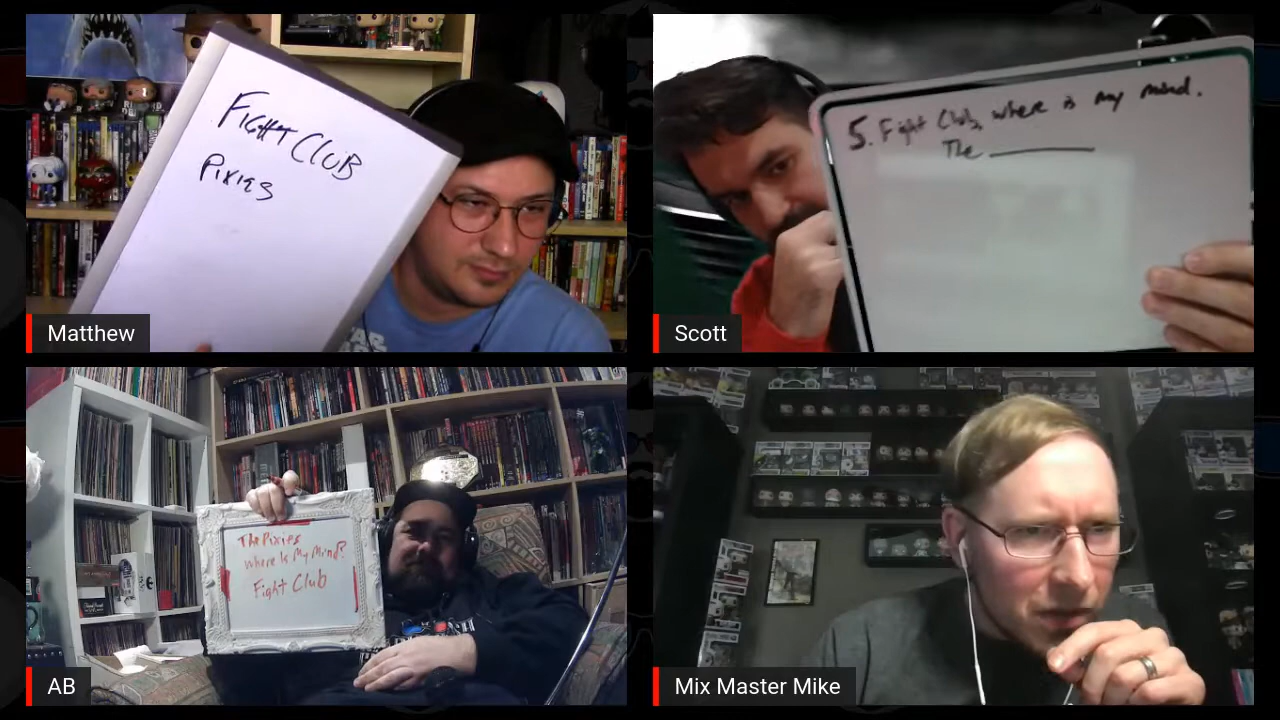 FIGHT CLUB
PIXIES
Matthew
5. Fight Club, where is my mind.
The
Scott
The Pixies
Where Is My Mind?
Fight Club
AB
Mix Master Mike